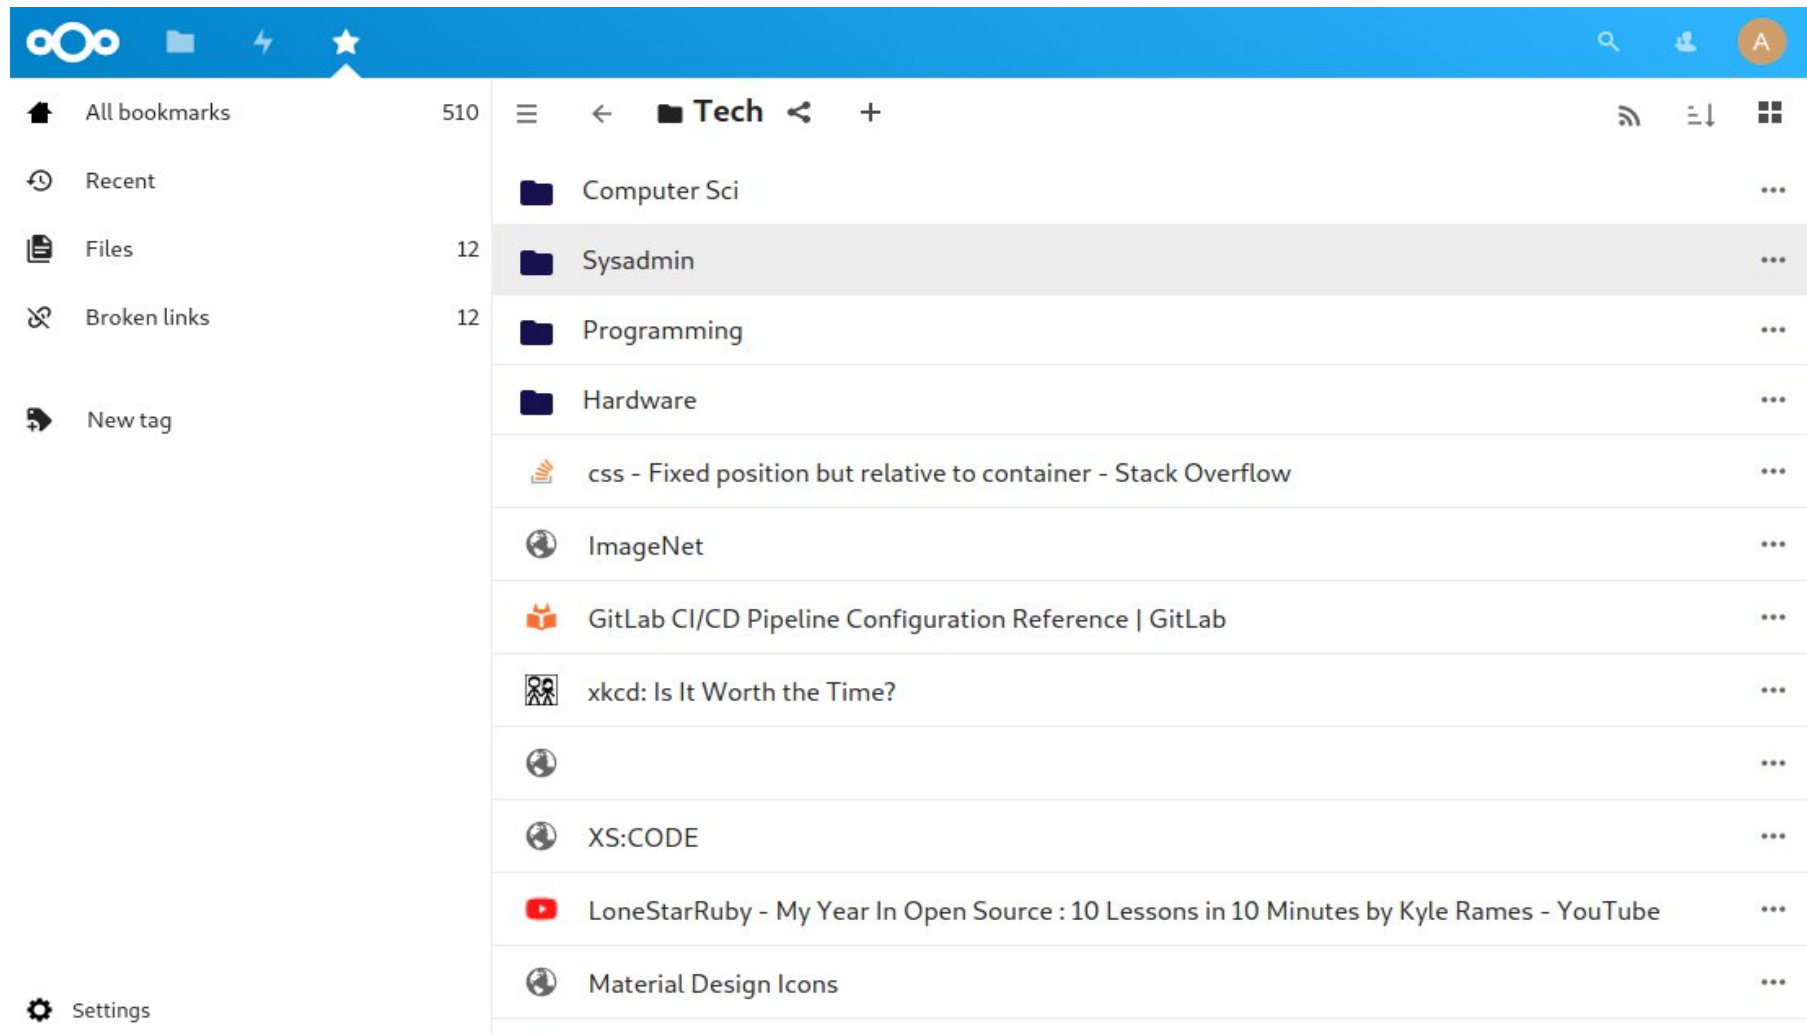 A
All bookmarks 510
Recent
Files 12
Broken links 12
New tag
Settings
Tech
Computer Sci
Sysadmin
Programming
Hardware
css - Fixed position but relative to container - Stack Overflow
ImageNet
GitLab CI/CD Pipeline Configuration Reference | GitLab
xkcd: Is It Worth the Time?
XS:CODE
LoneStarRuby - My Year In Open Source : 10 Lessons in 10 Minutes by Kyle Rames - YouTube
Material Design Icons